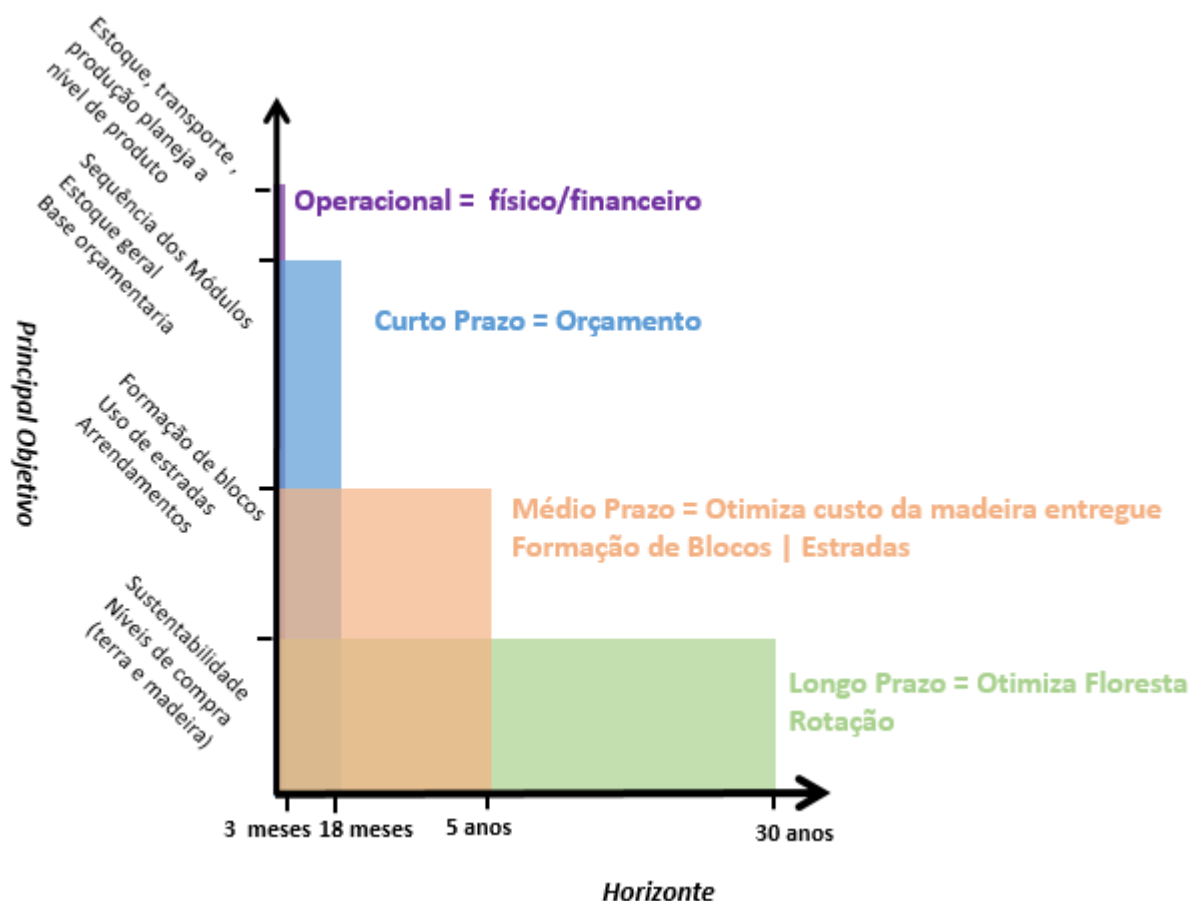 Estoque, transporte ,
produção planeja a
nível de produto
Sequência dos Módulos
Estoque geral
Base orçamentaria
Formação de blocos
Uso de estradas
Arrendamentos
Sustentabilidade
Níveis de compra
(terra e madeira)
Principal Objetivo
Operacional = físico/financeiro
Curto Prazo = Orçamento
Médio Prazo = Otimiza custo da madeira entregue
Formação de Blocos | Estradas
Longo Prazo = Otimiza Floresta
Rotação
3 meses
18 meses
5 anos
30 anos
Horizonte